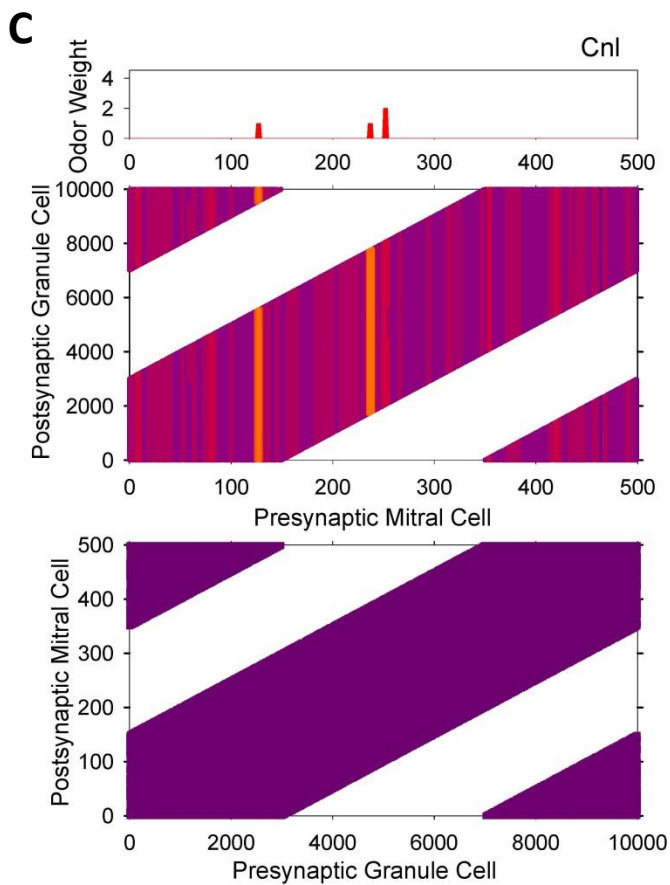 C
Cnl
Odor Weight
4
2
0
0 100 200 300 400 500
Postsynaptic Granule Cell
10000
8000
6000
4000
2000
0
0 100 200 300 400 500
Presynaptic Mitral Cell
Postsynaptic Mitral Cell
500
400
300
200
100
0
0 2000 4000 6000 8000 10000
Presynaptic Granule Cell